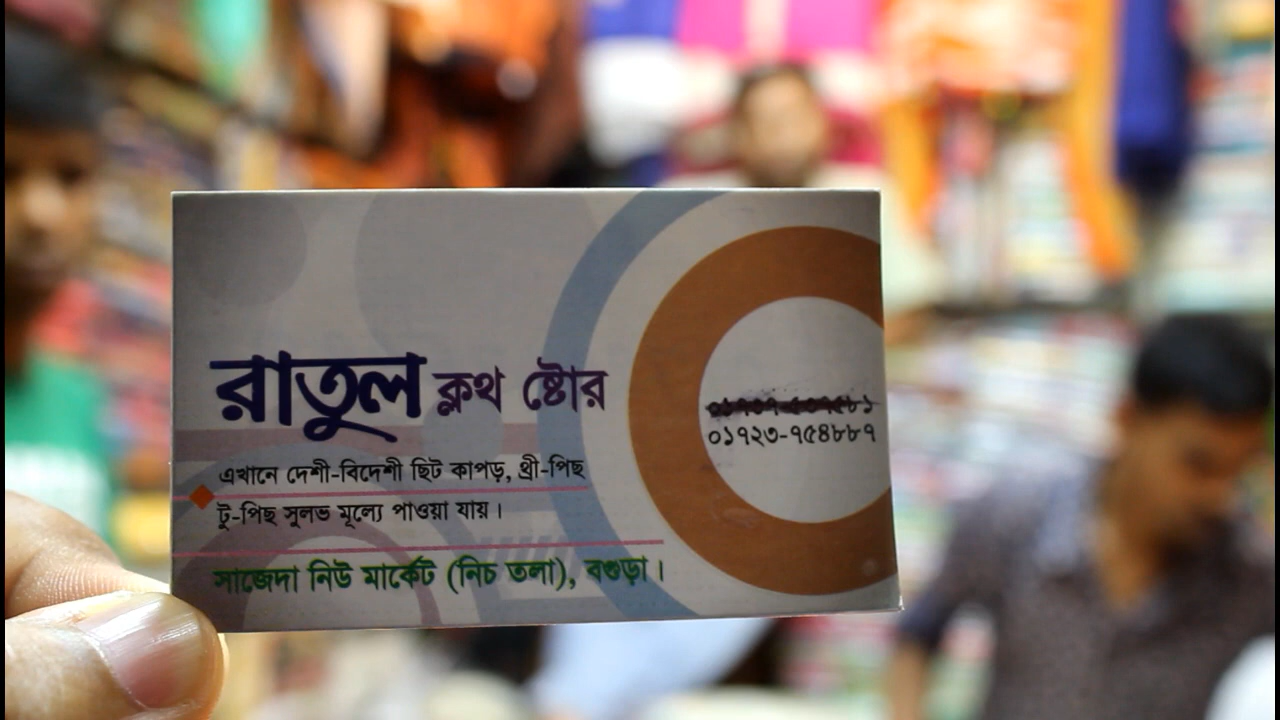 রাতুল ক্লথ ষ্টোর
০১৭২৩-৭৫৪৮৮৭
এখানে দেশী-বিদেশী ছিট কাপড়, থ্রী-পিছ
টু-পিছ সুলভ মূল্যে পাওয়া যায়।
সাজেদা নিউ মার্কেট (নিচ তলা), বগুড়া।